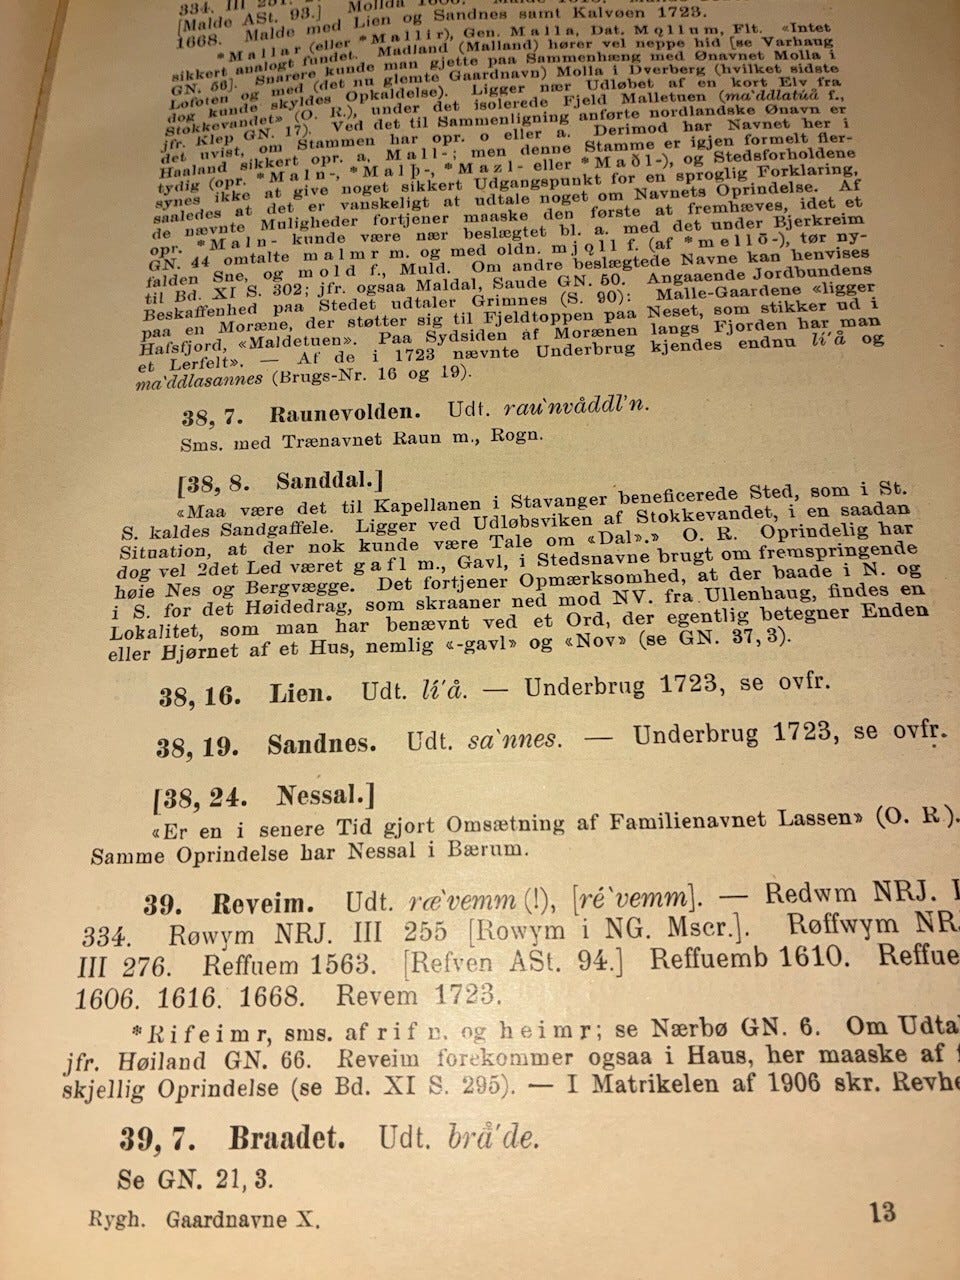 334. III
[Malde ASt. 93.] Mollda 1606. Malde 1616.
1668. Malde med Lien og Sandnes samt Kalvøen 1723.
*Mallar (eller *Mallir), Gen. Malla, Dat. Mǫllum, Flt. «Intet
sikkert analogt fundet. Madland (Malland) hører vel neppe hid [se Varhaug
GN. 56]. Snarere kunde man gjette paa Sammenhæng med Ønavnet Molla i
Lofoten og med (det nu glemte Gaardnavn) Molla i Dverberg (hvilket sidste
dog kunde skyldes Opkaldelse). Ligger nær Udløbet af en kort Elv fra
Stokkevandet» (O. R.), under det isolerede Fjeld Malletuen (ma`ddlatúå f.,
jfr. Klep GN. 17). Ved det til Sammenligning anførte nordlandske Ønavn er
det uvist, om Stammen har opr. o eller a. Derimod har Navnet her i
Haaland sikkert opr. a, Mall-; men denne Stamme er igjen formelt fler-
tydig (opr. *Maln-, *Malþ-, *Mazl- eller *Maðl-), og Stedsforholdene
synes ikke at give noget sikkert Udgangspunkt for en sproglig Forklaring,
saaledes at det er vanskeligt at udtale noget om Navnets Oprindelse. Af
de nævnte Muligheder fortjener maaske den første at fremhæves, idet et
opr. *Maln- kunde være nær beslægtet bl. a. med det under Bjerkreim
GN. 44 omtalte malmr m. og med oldn. mjǫll f. (af *mellō-), tør ny-
falden Sne, og mold f., Muld. Om andre beslægtede Navne kan henvises
til Bd. XI S. 302; jfr. ogsaa Maldal, Saude GN. 50. Angaaende Jordbundens
Beskaffenhed paa Stedet udtaler Grimnes (S. 90): Malle-Gaardene «ligger
paa en Moræne, der støtter sig til Fjeldtoppen paa Neset, som stikker ud i
Hafsfjord, «Maldetuen». Paa Sydsiden af Morænen langs Fjorden har man
et Lerfelt». — Af de i 1723 nævnte Underbrug kjendes endnu lí´å og
ma`ddlasannes (Brugs-Nr. 16 og 19).
38, 7. Raunevolden. Udt. rau`nvåddl'n.
Sms. med Trænavnet Raun m., Rogn.
[38, 8. Sanddal.]
«Maa være det til Kapellanen i Stavanger beneficerede Sted, som i St.
S. kaldes Sandgaffele. Ligger ved Udløbsviken af Stokkevandet, i en saadan
Situation, at der nok kunde være Tale om «Dal».» O. R. Oprindelig har
dog vel 2det Led været gafl m., Gavl, i Stedsnavne brugt om fremspringende
høie Nes og Bergvægge. Det fortjener Opmærksomhed, at der baade i N. og
i S. for det Høidedrag, som skraaner ned mod NV. fra Ullenhaug, findes en
Lokalitet, som man har benævnt ved et Ord, der egentlig betegner Enden
eller Hjørnet af et Hus, nemlig «-gavl» og «Nov» (se GN. 37, 3).
38, 16. Lien. Udt. lí´å. — Underbrug 1723, se ovfr.
38, 19. Sandnes. Udt. sa`nnes. — Underbrug 1723, se ovfr.
[38, 24. Nessal.]
«Er en i senere Tid gjort Omsætning af Familienavnet Lassen» (O. R.).
Samme Oprindelse har Nessal i Bærum.
39. Reveim. Udt. ræ`vemm (!), [ré`vemm]. — Redwm NRJ.
334. Røwym NRJ. III 255 [Rowym i NG. Mscr.]. Røffwym NR
III 276. Reffuem 1563. [Refven ASt. 94.] Reffuemb 1610. Reffue
1606. 1616. 1668. Revem 1723.
*Rifeimr, sms. af rif n. og heimr; se Nærbø GN. 6. Om Udta
jfr. Høiland GN. 66. Reveim forekommer ogsaa i Haus, her maaske af
skjellig Oprindelse (se Bd. XI S. 295). — I Matrikelen af 1906 skr. Revhe
39, 7. Braadet. Udt. brå´de.
Se GN. 21, 3.
Rygh. Gaardnavne X. 13